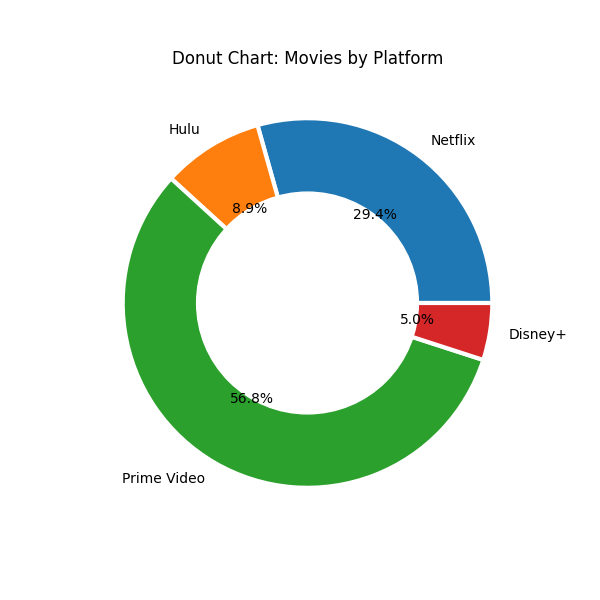 Donut Chart: Movies by Platform
Hulu
Netflix
8.9%
29.4%
5.0%
Disney+
56.8%
Prime Video